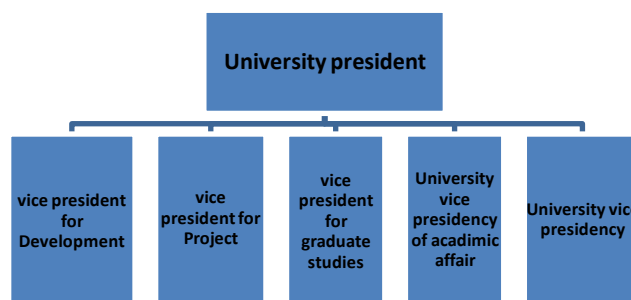 University president
vice president
for
Development
vice
president for
Project
vice
president
for
graduate
studies
University
vice
presidency
of acadimic
affair
University vice
presidency